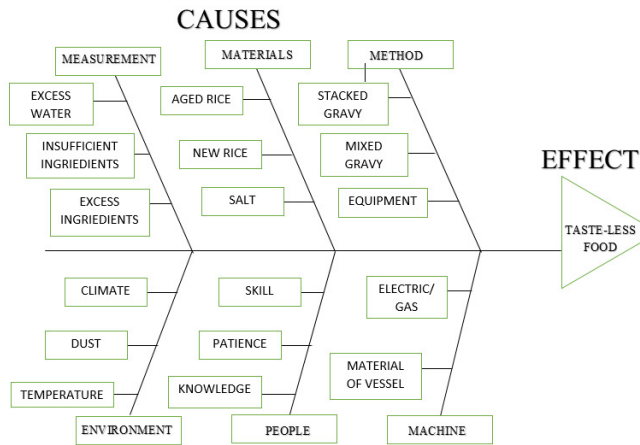 CAUSES
MEASUREMENT
MATERIALS
METHOD
EXCESS
WATER
AGED RICE
STACKED
GRAVY
INSUFFICIENT
INGRIEDIENTS
NEW RICE
MIXED
GRAVY
EFFECT
EXCESS
INGRIEDIENTS
SALT
EQUIPMENT
TASTE-LESS
FOOD
CLIMATE
SKILL
ELECTRIC/
GAS
DUST
PATIENCE
MATERIAL
OF VESSEL
TEMPERATURE
KNOWLEDGE
ENVIRONMENT
PEOPLE
MACHINE